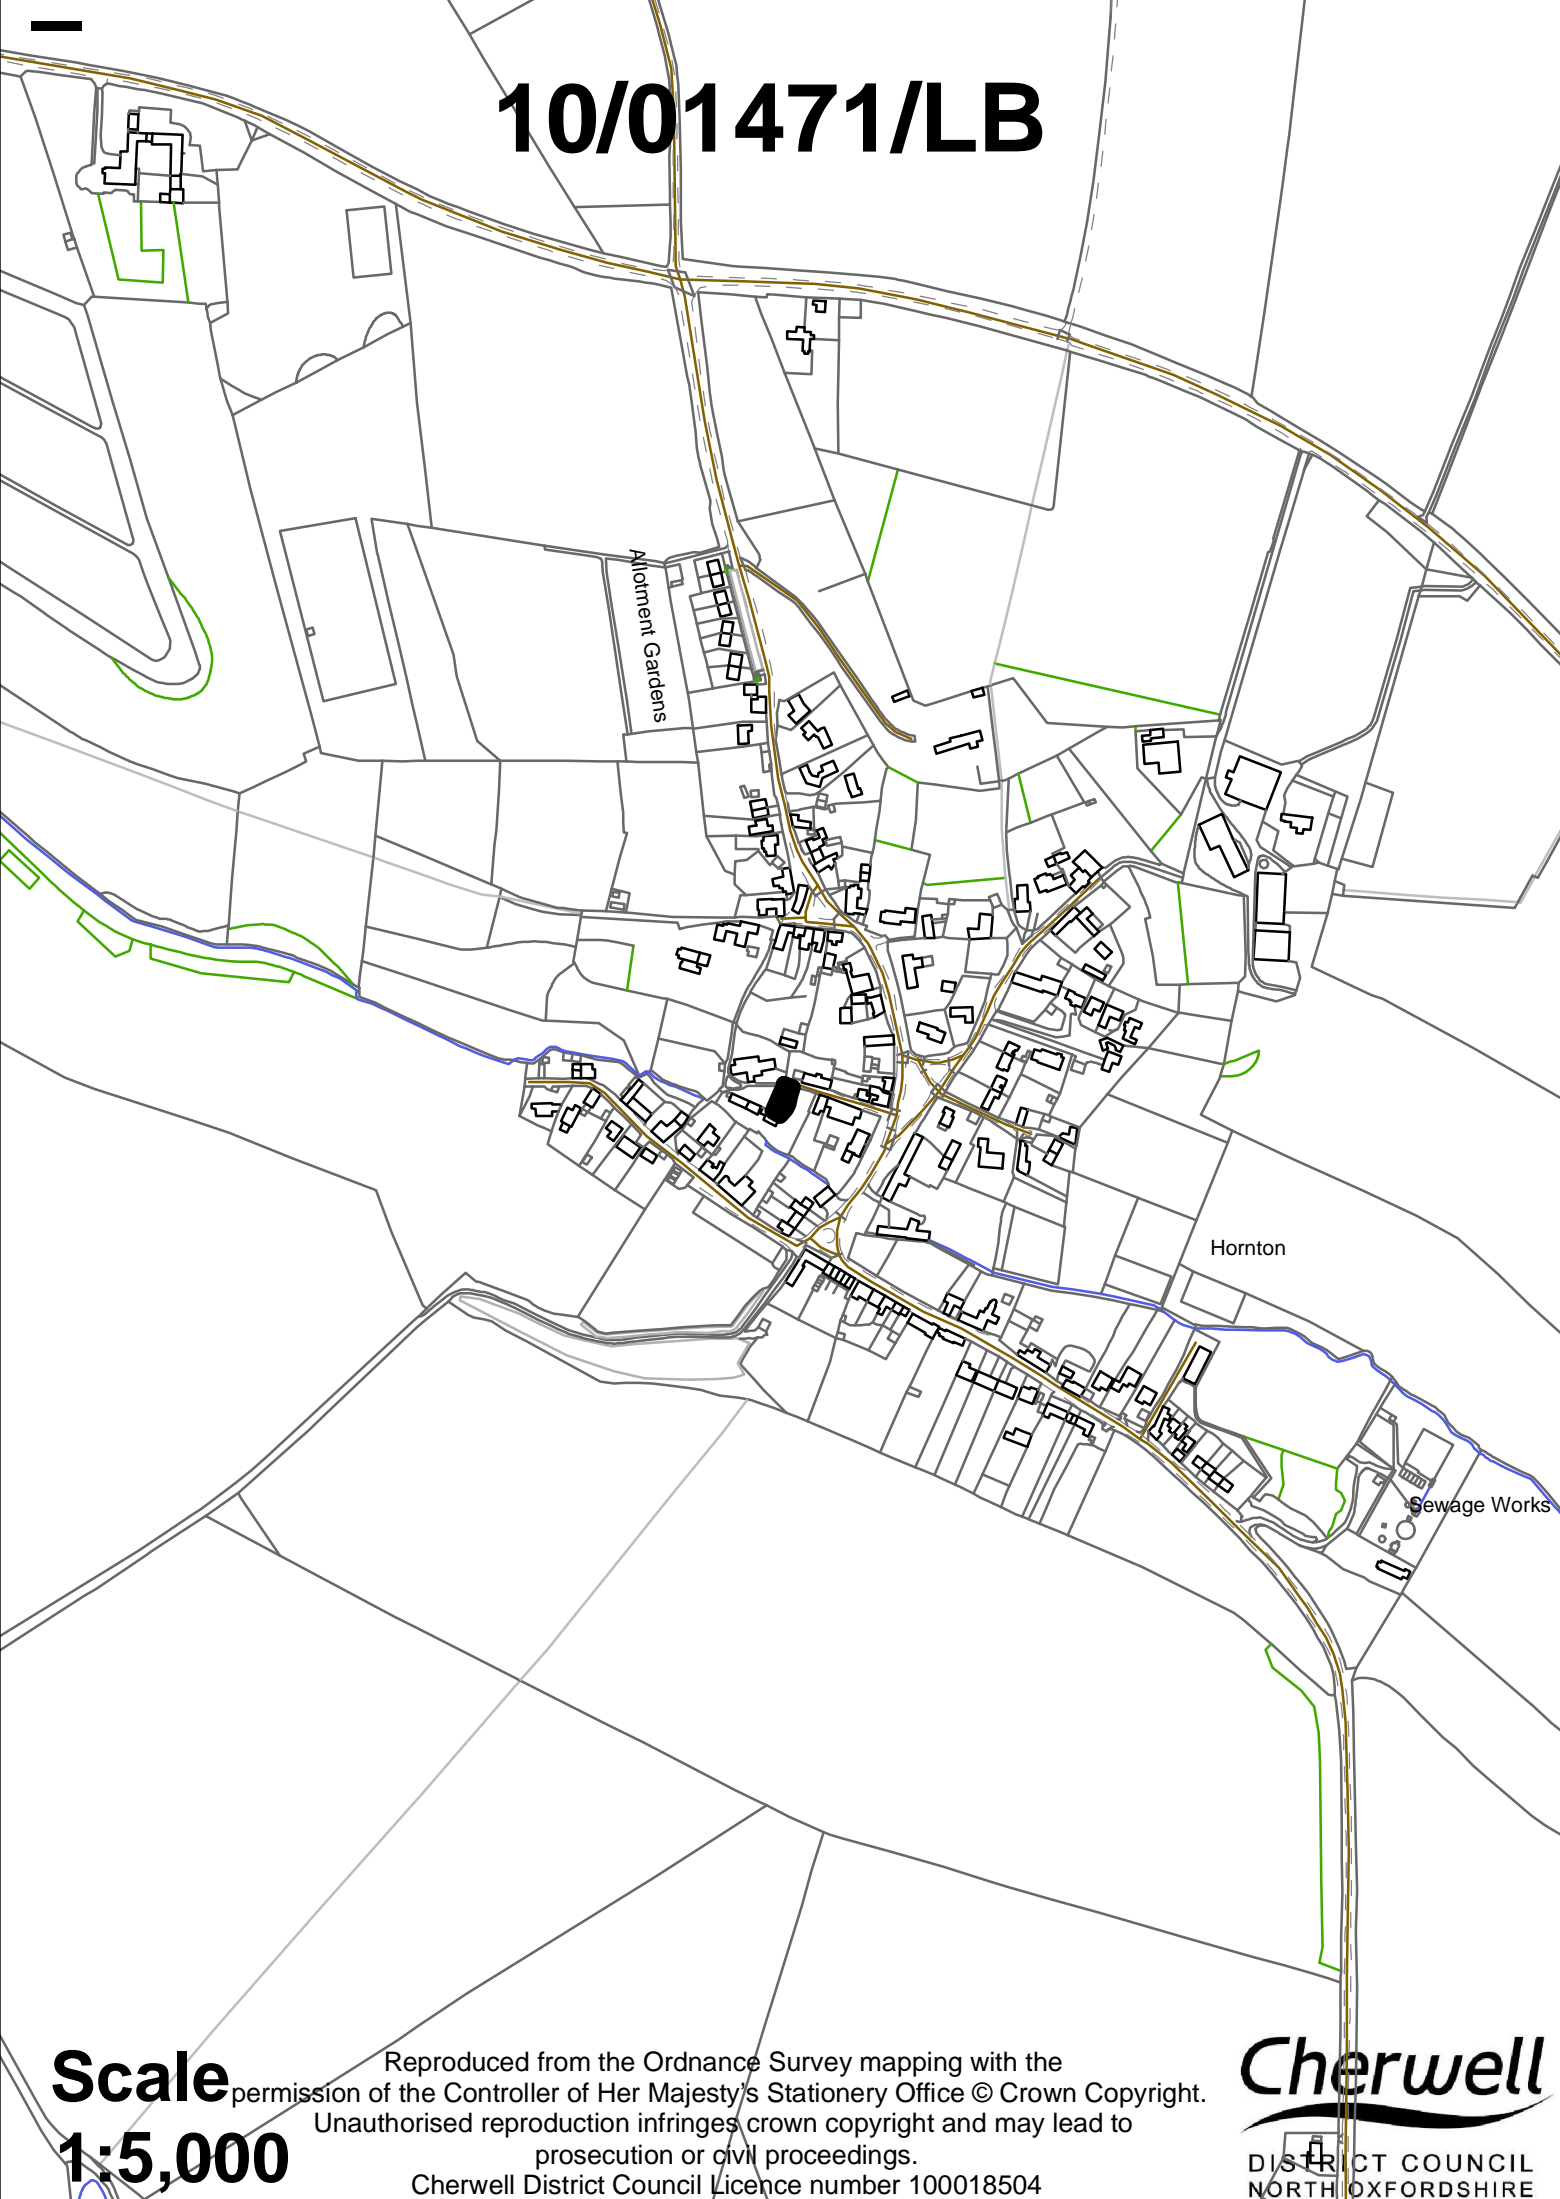 10/01471/LB
Allotment Gardens
Hornton
Sewage Works
Scale
1:5,000
Reproduced from the Ordnance Survey mapping with the
permission of the Controller of Her Majesty's Stationery Office © Crown Copyright.
Unauthorised reproduction infringes crown copyright and may lead to
prosecution or civil proceedings.
Cherwell District Council Licence number 100018504
Cherwell
DISTRICT COUNCIL
NORTH OXFORDSHIRE